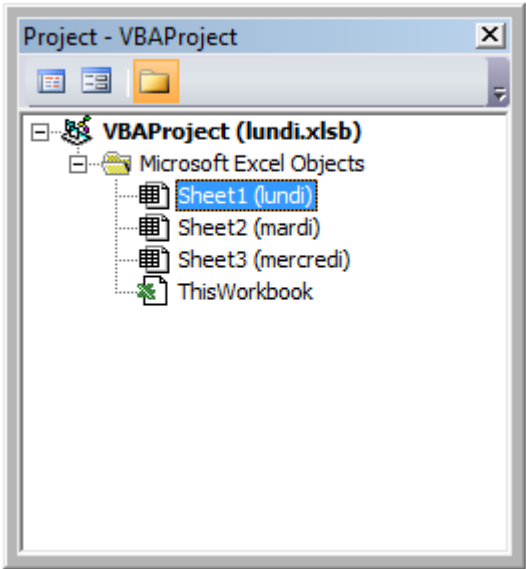 Project - VBAProject
VBAProject (lundi.xlsb)
Microsoft Excel Objects
Sheet1 (lundi)
Sheet2 (mardi)
Sheet3 (mercredi)
ThisWorkbook